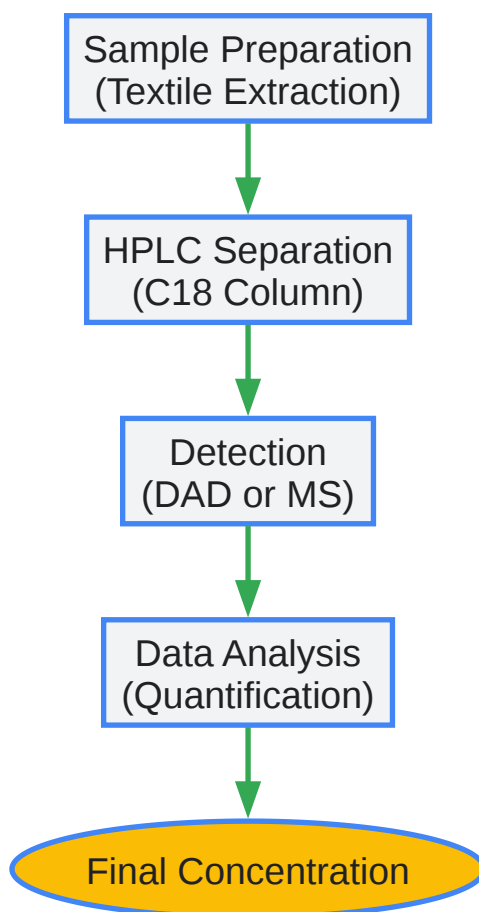 Sample Preparation
(Textile Extraction)
HPLC Separation
(C18 Column)
Detection
(DAD or MS)
Data Analysis
(Quantification)
Final Concentration